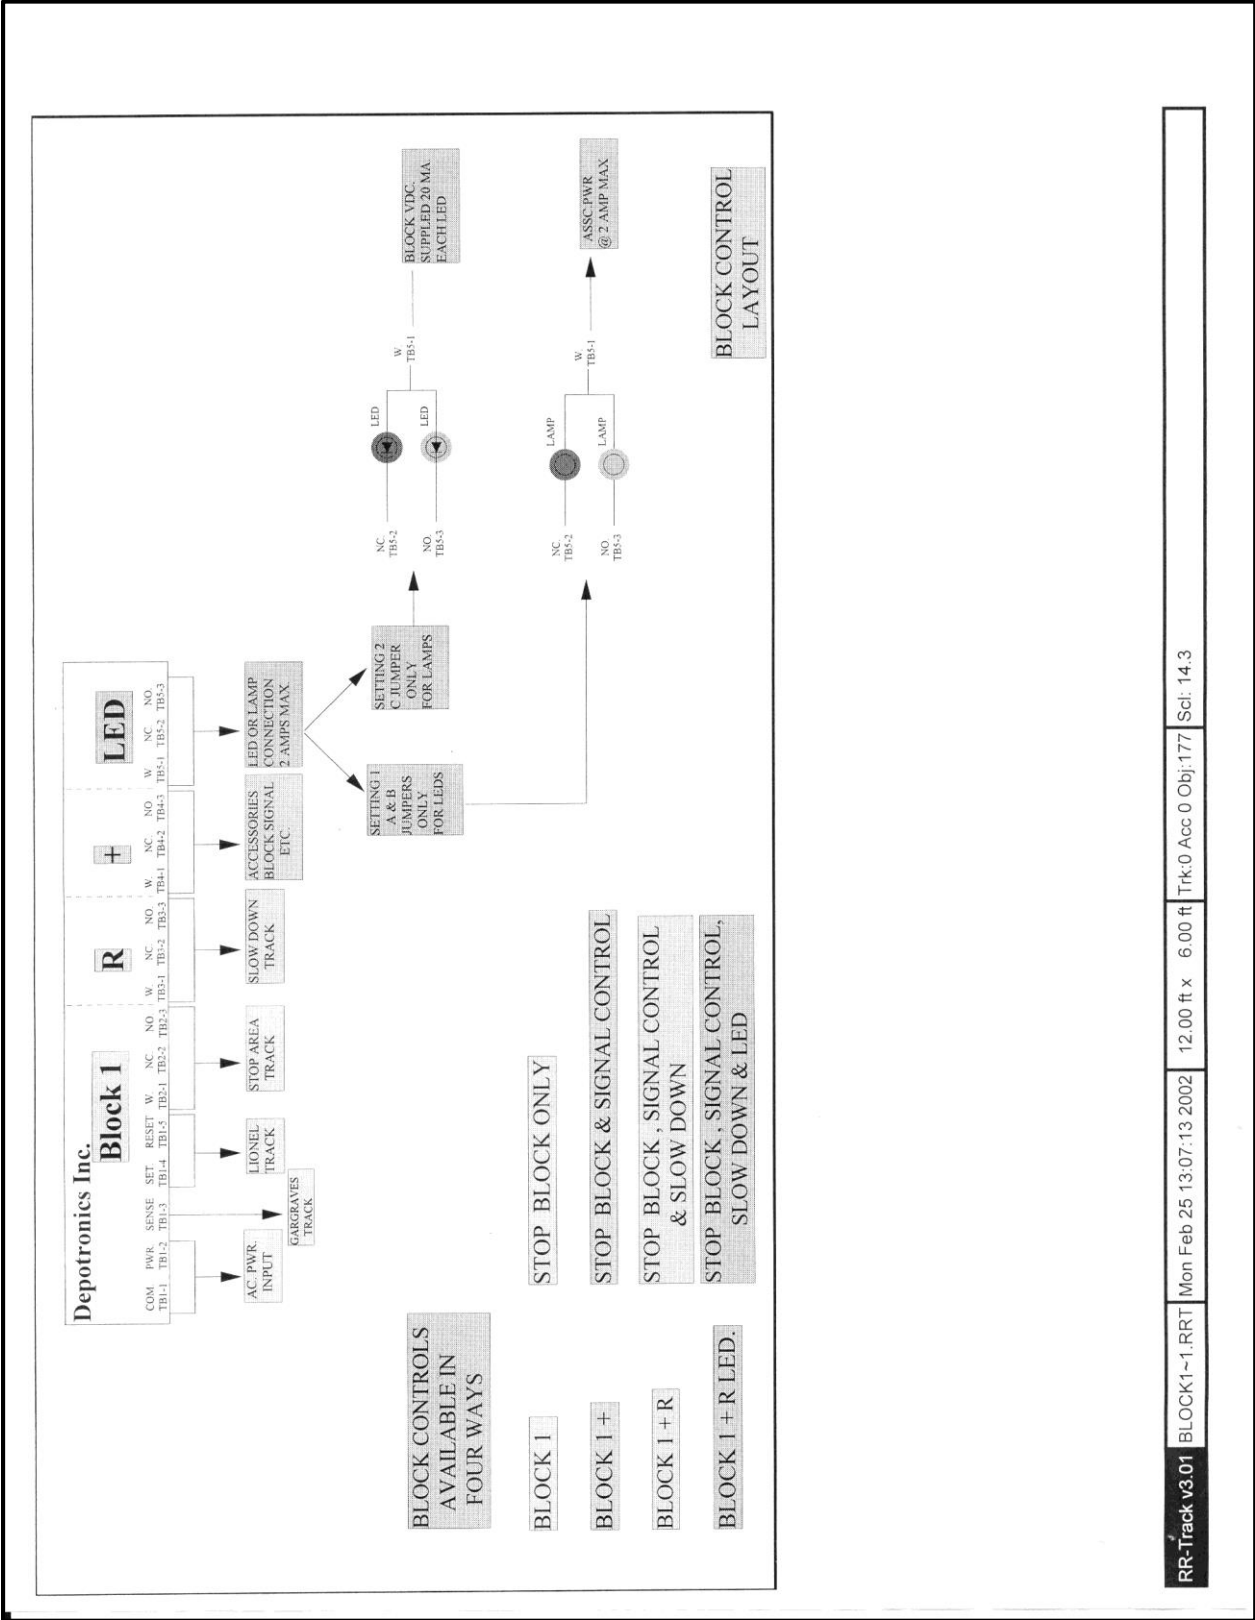 Depotronics Inc.
Block 1
R
+
LED
COM. PWR. SENSE SET. RESET W. NC. NO. W. NC. NO. W. NC. NO. W. NC. NO.
TB1-1 TB1-2 TB1-3 TB1-4 TB1-5 TB2-1 TB2-2 TB2-3 TB3-1 TB3-2 TB3-3 TB4-1 TB4-2 TB4-3 TB5-1 TB5-2 TB5-3
AC. PWR.
INPUT
GARGRAVES
TRACK
LIONEL
TRACK
STOP AREA
TRACK
SLOW DOWN
TRACK
ACCESSORIES
BLOCK SIGNAL
ETC.
LED OR LAMP
CONNECTION
2 AMPS MAX.
SETTING 1
A & B
JUMPERS
ONLY
FOR LEDS
SETTING 2
C JUMPER
ONLY
FOR LAMPS
NC.
TB5-2
LED
NO.
TB5-3
LED
W.
TB5-1
BLOCK VDC.
SUPPLED 20 MA
EACH LED
NC.
TB5-2
LAMP
NO.
TB5-3
LAMP
W.
TB5-1
ASSC.PWR
@ 2 AMP MAX
BLOCK CONTROLS
AVAILABLE IN
FOUR WAYS
BLOCK 1
STOP BLOCK ONLY
BLOCK 1 +
STOP BLOCK & SIGNAL CONTROL
BLOCK 1 + R
STOP BLOCK , SIGNAL CONTROL
& SLOW DOWN
BLOCK 1 + R LED.
STOP BLOCK , SIGNAL CONTROL,
SLOW DOWN & LED
BLOCK CONTROL
LAYOUT
RR-Track v3.01 BLOCK1~1.RRT Mon Feb 25 13:07:13 2002 12.00 ft x 6.00 ft Trk:0 Acc 0 Obj:177 Scl: 14.3